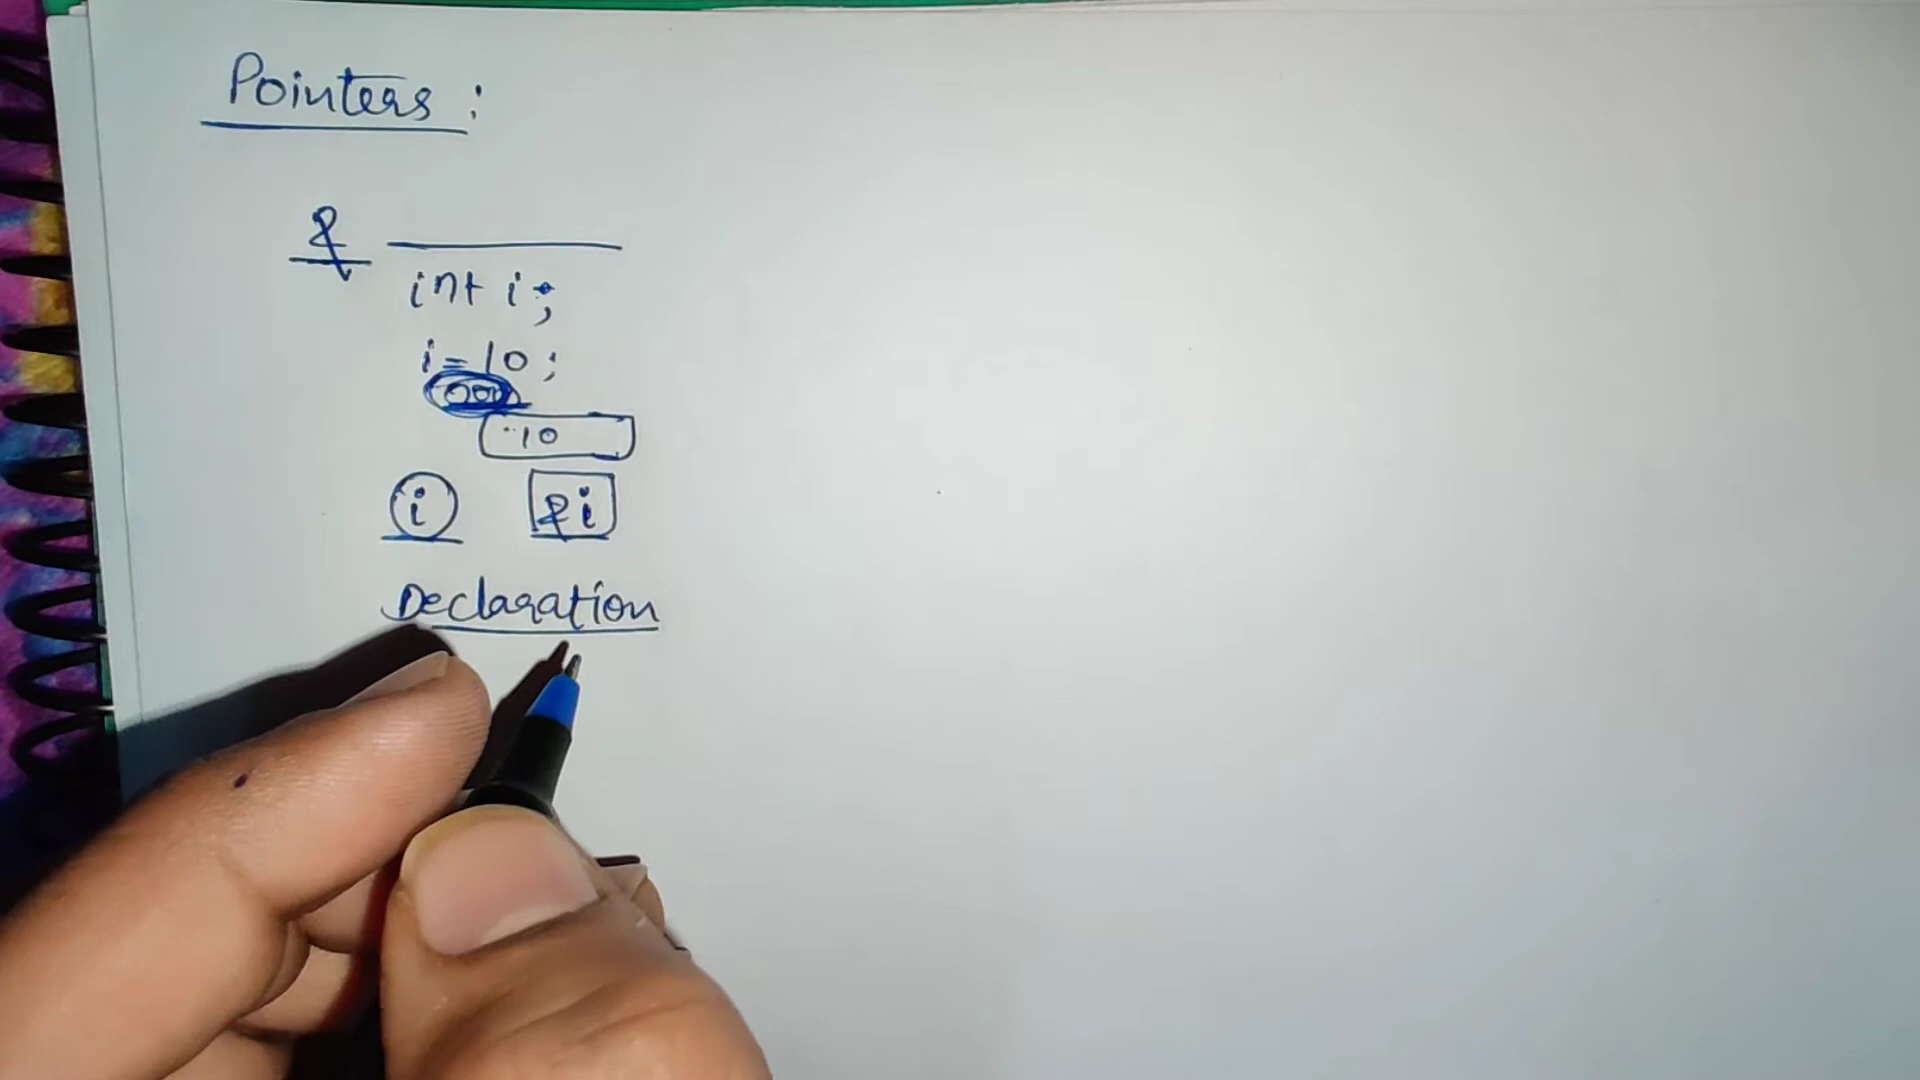 Pointers :
&
int i ;
i = 10 ;
10
i &i
Declaration